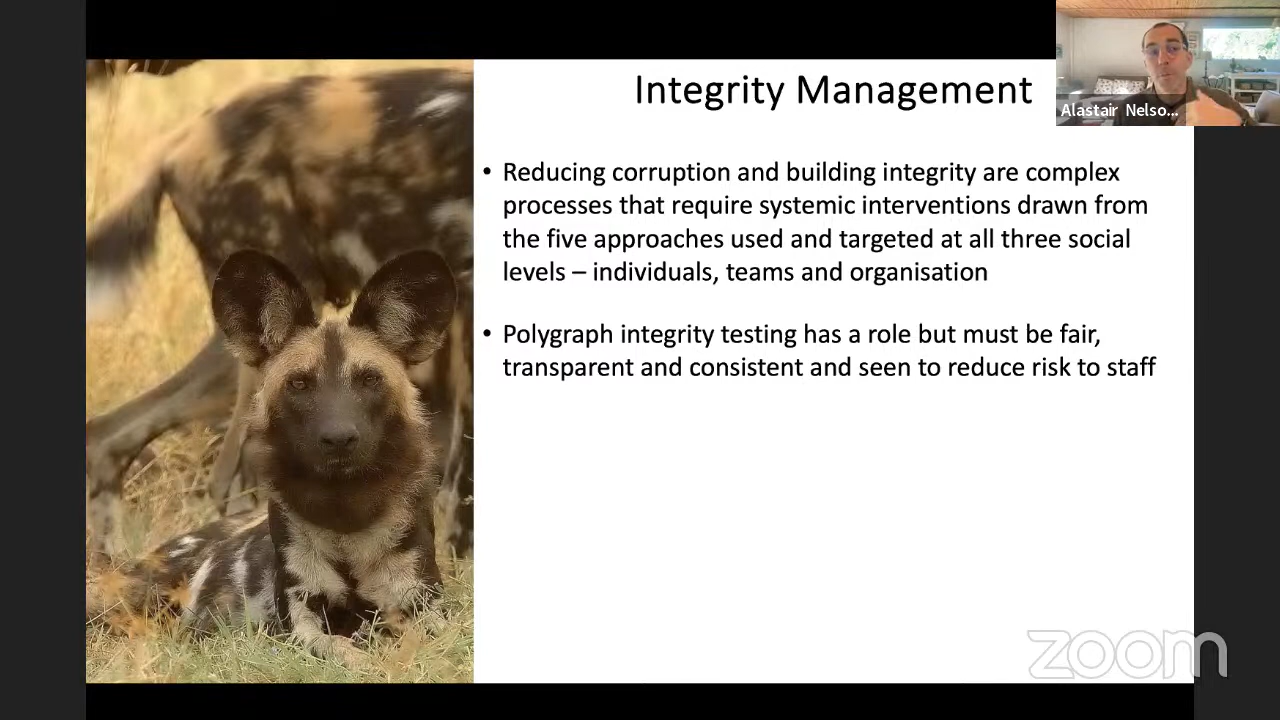 Integrity Management
Alastair Nelso...
• Reducing corruption and building integrity are complex
processes that require systemic interventions drawn from
the five approaches used and targeted at all three social
levels – individuals, teams and organisation
• Polygraph integrity testing has a role but must be fair,
transparent and consistent and seen to reduce risk to staff
zoom